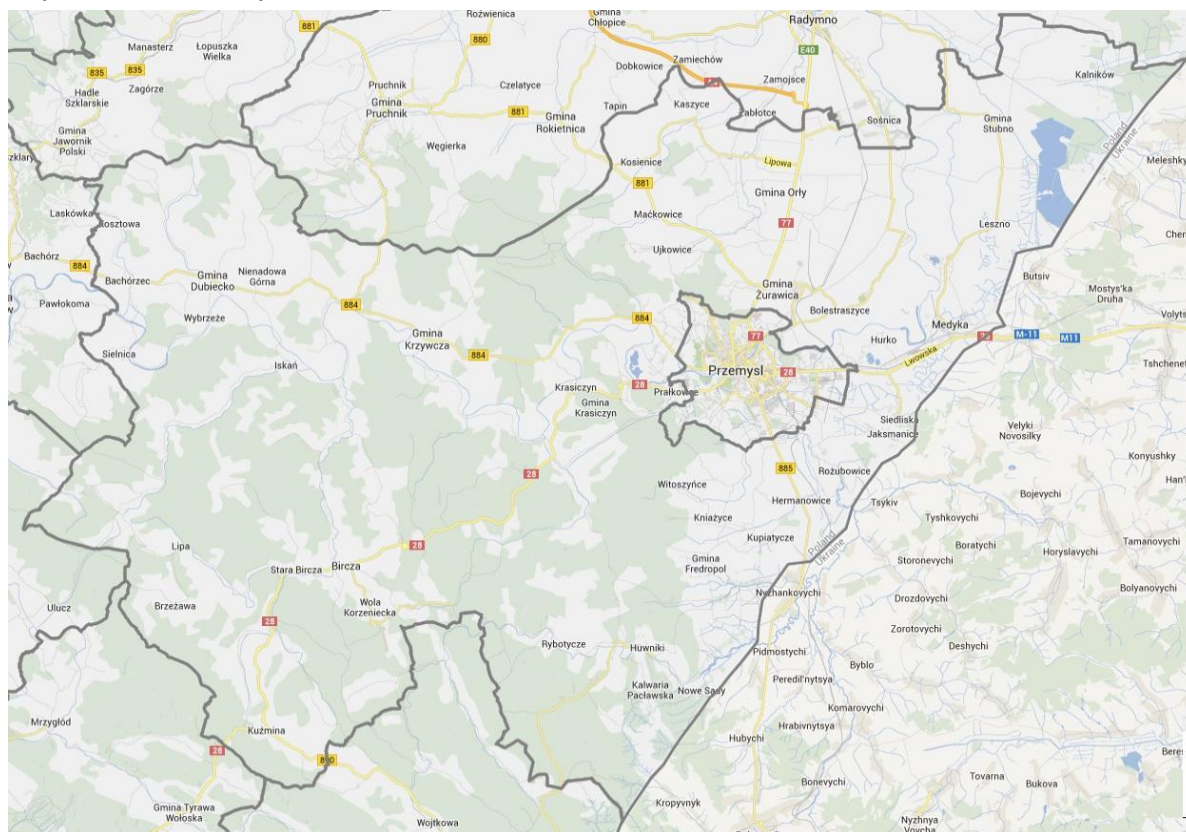 Roźwienica
Gmina
Chłopice
Radymno
881
880
Manasterz
Łopuszka
Wielka
E40
Zamiechów
Kalników
835
835
Dobkowice
Zamojsce
Hadle
Szklarskie
Zagórze
Pruchnik
Czelatyce
Gmina
Pruchnik
Tapin
Kaszyce
881
Gmina
Rokietnica
Sośnica
Gmina
Stubno
Gmina
Jawornik
Polski
Węgierka
Poland
Ukraine
Kosienice
Lipowa
Meleshky
881
Gmina Orły
Laskówka
Maćkowice
77
Leszno
Ujkowice
Bachórz
884
Bachórzec
Gmina
Dubiecko
Nienadowa
Górna
Butsiv
Gmina
Żurawica
Mostys'ka
Druha
Pawłokoma
884
Bolestraszyce
Wybrzeże
884
Medyka
Gmina
Krzywcza
77
Hurko
M-11
M11
Sielnica
884
Lwowska
Iskań
Przemysl
28
Krasiczyn
28
Prałkowce
Gmina
Krasiczyn
Siedliska
Jaksmanice
Velyki
Novosilky
Konyushky
28
885
Rożubowice
Witoszyńce
Hermanowice
Tsykiv
Bojevychi
Kniażyce
Tyshkovychi
Lipa
28
Kupiatycze
Poland
Ukraine
Boratychi
Horyslavychi
Tamanovychi
Stara Bircza
Bircza
Gmina
Fredropol
Storonevychi
Bolyanovychi
Ulucz
Brzeżawa
Wola
Korzeniecka
Nyzhankovychi
Drozdovychi
28
Zorotovychi
Rybotycze
Huwniki
Deshychi
Pidmostychi
Byblo
Kalwaria
Pacławska
Nowe Sady
Peredil'nytsya
Komarovychi
Mrzygłód
Kuźmina
Hrabivnytsya
28
Hubychi
890
Bonevychi
Tovarna
Bukova
Gmina Tyrawa
Wołoska
Wojtkowa
Kropyvnyk
Nyzhnya